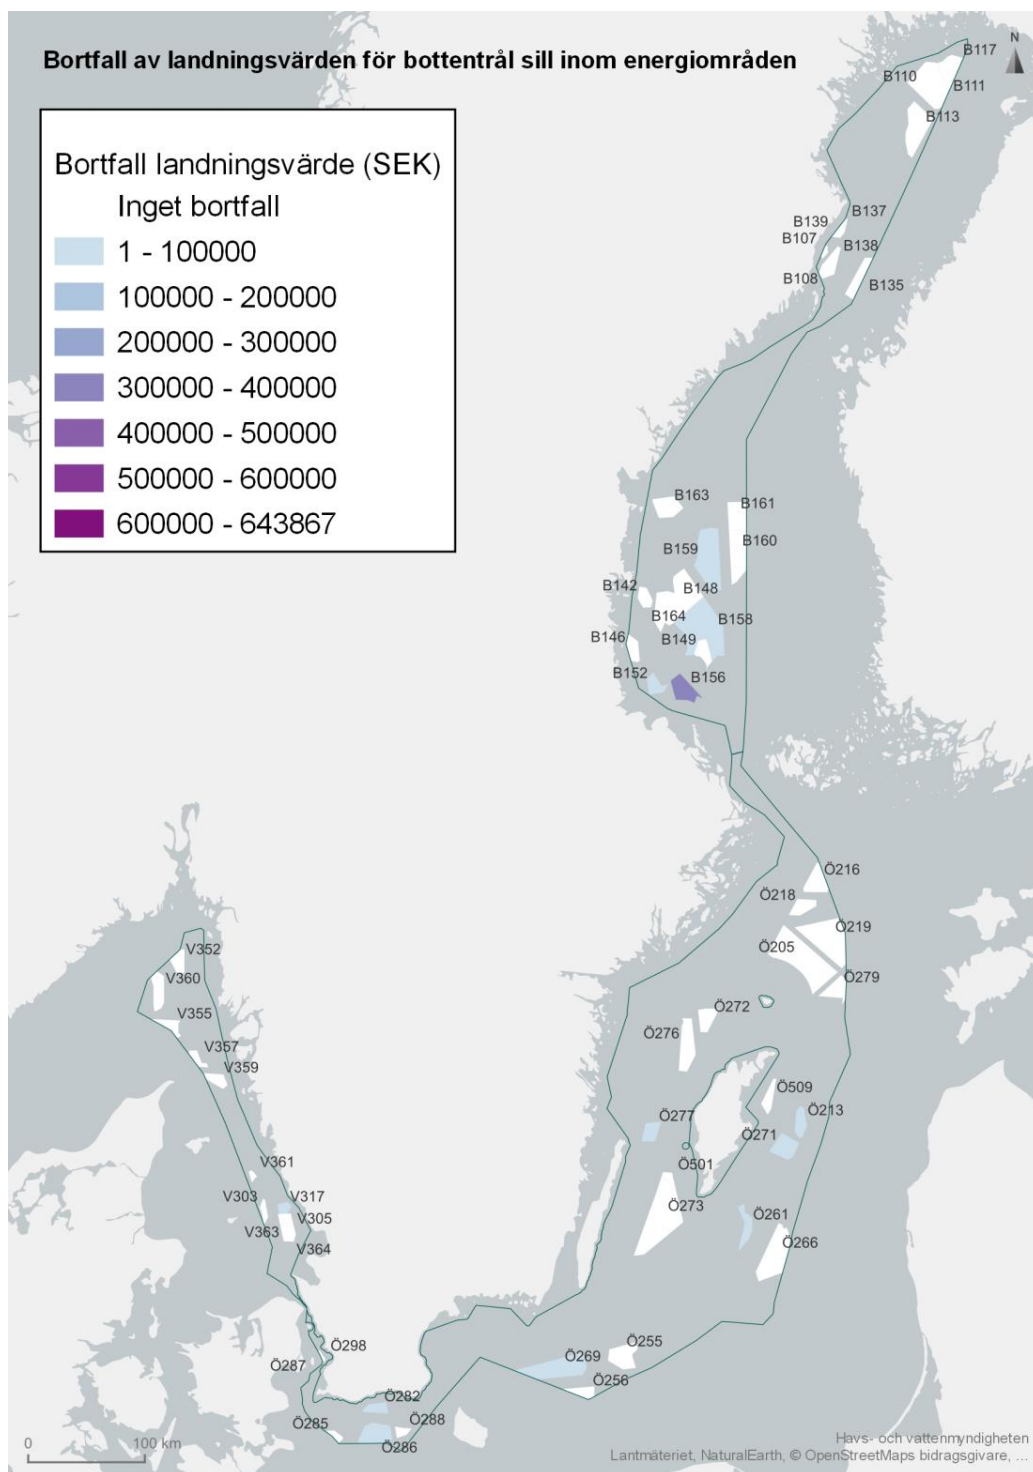 Bortfall av landningsvärden för bottentrål sill inom energiområden
N
Bortfall landningsvärde (SEK)
Inget bortfall
1 - 100000
100000 - 200000
200000 - 300000
300000 - 400000
400000 - 500000
500000 - 600000
600000 - 643867
B117
B110
B111
B113
B137
B139
B107
B138
B108
B135
B163
B161
B160
B159
B142
B148
B164
B158
B146
B149
B152
B156
Ö216
Ö218
Ö219
Ö205
Ö279
V352
V360
V355
V357
V359
Ö272
Ö276
Ö509
Ö213
Ö277
Ö271
Ö501
V361
V303
V317
V305
V363
V364
Ö273
Ö261
Ö266
Ö298
Ö287
Ö255
Ö269
Ö256
Ö282
Ö285
Ö288
Ö286
0 100 km
Havs- och vattenmyndigheten
Lantmäteriet, NaturalEarth, © OpenStreetMaps bidragsgivare, ...